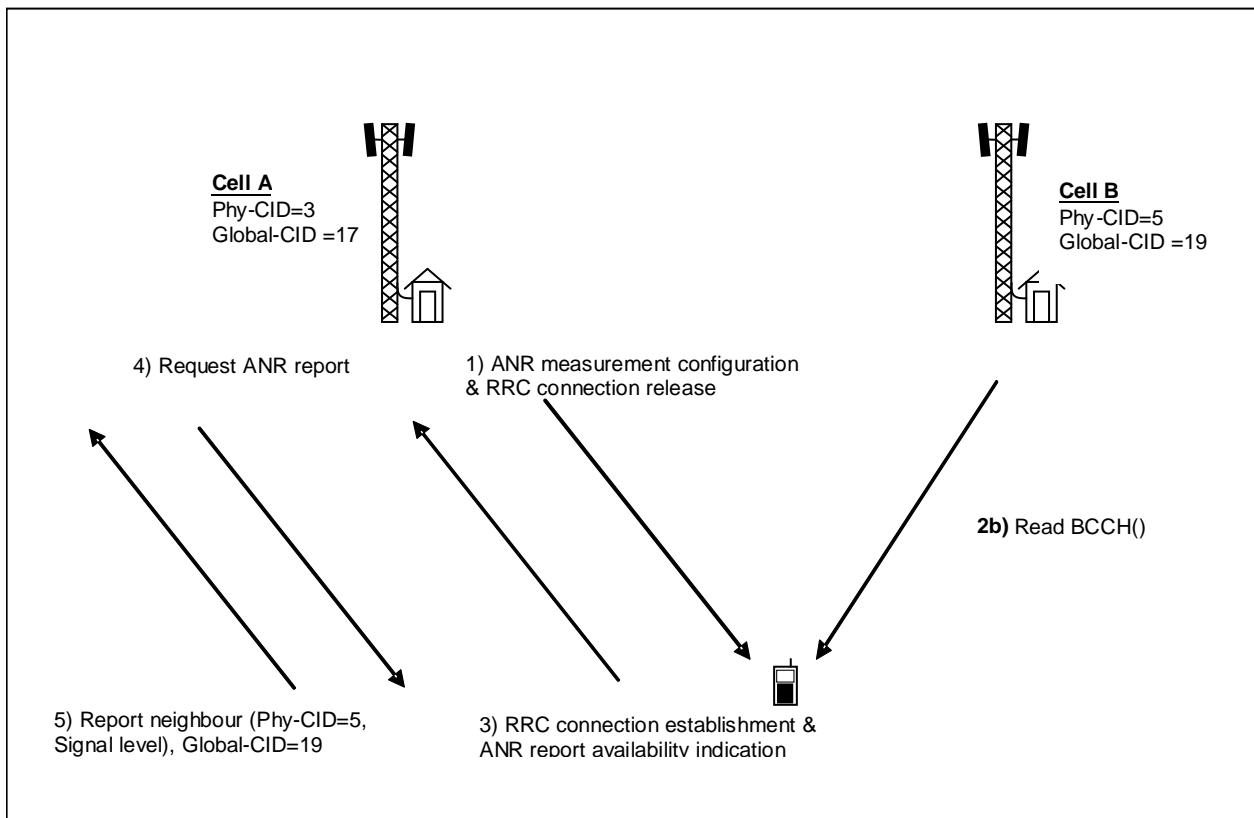 Cell A
Phy-CID=3
Global-CID =17
Cell B
Phy-CID=5
Global-CID =19
4) Request ANR report
1) ANR measurement configuration
& RRC connection release
2b) Read BCCH()
5) Report neighbour (Phy-CID=5,
Signal level), Global-CID=19
3) RRC connection establishment &
ANR report availability indication